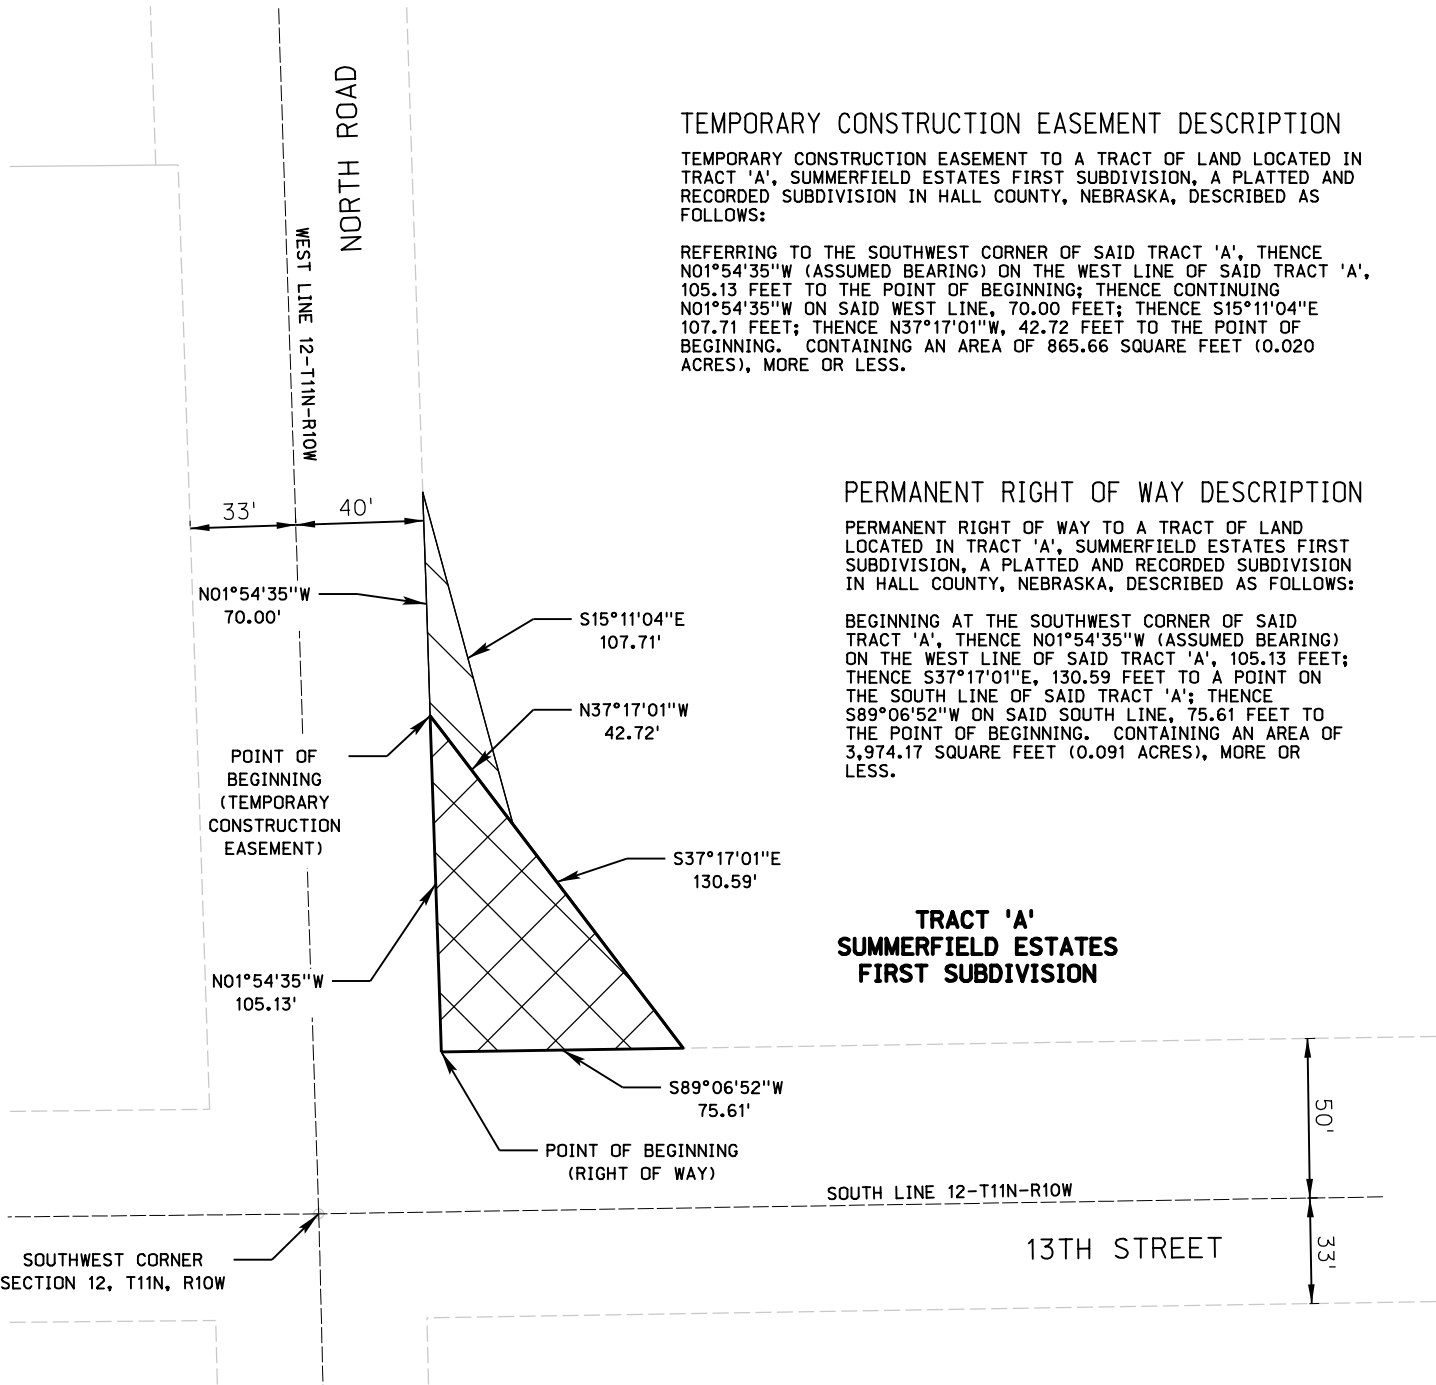 NORTH ROAD
WEST LINE 12-T11N-R10W
TEMPORARY CONSTRUCTION EASEMENT DESCRIPTION
TEMPORARY CONSTRUCTION EASEMENT TO A TRACT OF LAND LOCATED IN
TRACT 'A', SUMMERFIELD ESTATES FIRST SUBDIVISION, A PLATTED AND
RECORDED SUBDIVISION IN HALL COUNTY, NEBRASKA, DESCRIBED AS
FOLLOWS:
REFERRING TO THE SOUTHWEST CORNER OF SAID TRACT 'A', THENCE
N01°54'35"W (ASSUMED BEARING) ON THE WEST LINE OF SAID TRACT 'A',
105.13 FEET TO THE POINT OF BEGINNING; THENCE CONTINUING
N01°54'35"W ON SAID WEST LINE, 70.00 FEET; THENCE S15°11'04"E
107.71 FEET; THENCE N37°17'01"W, 42.72 FEET TO THE POINT OF
BEGINNING. CONTAINING AN AREA OF 865.66 SQUARE FEET (0.020
ACRES), MORE OR LESS.
PERMANENT RIGHT OF WAY DESCRIPTION
PERMANENT RIGHT OF WAY TO A TRACT OF LAND
LOCATED IN TRACT 'A', SUMMERFIELD ESTATES FIRST
SUBDIVISION, A PLATTED AND RECORDED SUBDIVISION
IN HALL COUNTY, NEBRASKA, DESCRIBED AS FOLLOWS:
BEGINNING AT THE SOUTHWEST CORNER OF SAID
TRACT 'A', THENCE N01°54'35"W (ASSUMED BEARING)
ON THE WEST LINE OF SAID TRACT 'A', 105.13 FEET;
THENCE S37°17'01"E, 130.59 FEET TO A POINT ON
THE SOUTH LINE OF SAID TRACT 'A'; THENCE
S89°06'52"W ON SAID SOUTH LINE, 75.61 FEET TO
THE POINT OF BEGINNING. CONTAINING AN AREA OF
3,974.17 SQUARE FEET (0.091 ACRES), MORE OR
LESS.
33'
40'
N01°54'35"W
70.00'
S15°11'04"E
107.71'
N37°17'01"W
42.72'
POINT OF
BEGINNING
(TEMPORARY
CONSTRUCTION
EASEMENT)
S37°17'01"E
130.59'
TRACT 'A'
SUMMERFIELD ESTATES
FIRST SUBDIVISION
N01°54'35"W
105.13'
S89°06'52"W
75.61'
POINT OF BEGINNING
(RIGHT OF WAY)
50'
SOUTH LINE 12-T11N-R10W
13TH STREET
33'
SOUTHWEST CORNER
SECTION 12, T11N, R10W